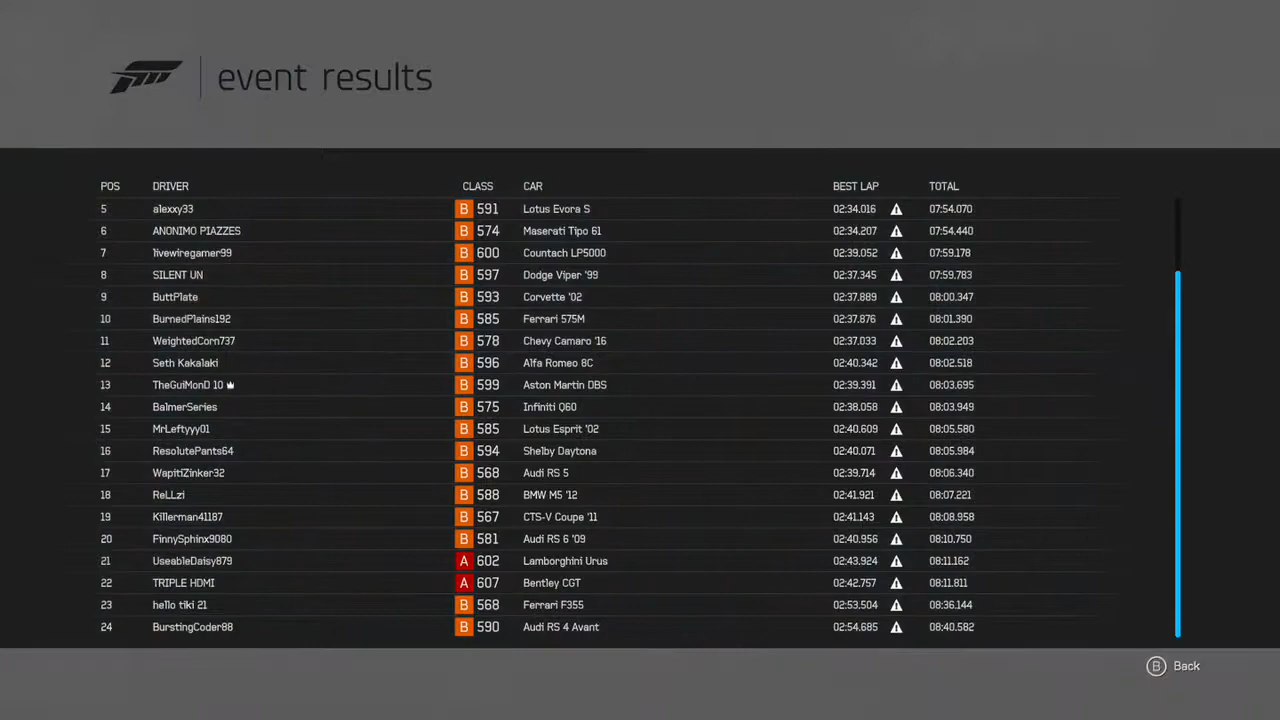 event results
POS DRIVER CLASS CAR BEST LAP TOTAL
5 alexxy33 B 591 Lotus Evora S 02:34.016 07:54.070
6 ANONIMO PIAZZES B 574 Maserati Tipo 61 02:34.207 07:54.440
7 livewiregamer99 B 600 Countach LP5000 02:39.052 07:59.178
8 SILENT UN B 597 Dodge Viper '99 02:37.345 07:59.783
9 ButtPlate B 593 Corvette '02 02:37.889 08:00.347
10 BurnedPlains192 B 585 Ferrari 575M 02:37.876 08:01.390
11 WeightedCorn737 B 578 Chevy Camaro '16 02:37.033 08:02.203
12 Seth Kakalaki B 596 Alfa Romeo 8C 02:40.342 08:02.518
13 TheGuiMonD 10 B 599 Aston Martin DBS 02:39.391 08:03.695
14 BalmerSeries B 575 Infiniti Q60 02:38.058 08:03.949
15 MrLeftyyy01 B 585 Lotus Esprit '02 02:40.609 08:05.580
16 ResolutePants64 B 594 Shelby Daytona 02:40.071 08:05.984
17 WapitiZinker32 B 568 Audi RS 5 02:39.714 08:06.340
18 ReLLzi B 588 BMW M5 '12 02:41.921 08:07.221
19 Killerman41187 B 567 CTS-V Coupe '11 02:41.143 08:08.958
20 FinnySphinx9080 B 581 Audi RS 6 '09 02:40.956 08:10.750
21 UseableDaisy879 A 602 Lamborghini Urus 02:43.924 08:11.162
22 TRIPLE HDMI A 607 Bentley CGT 02:42.757 08:11.811
23 hello tiki 21 B 568 Ferrari F355 02:53.504 08:36.144
24 BurstingCoder88 B 590 Audi RS 4 Avant 02:54.685 08:40.582
B Back